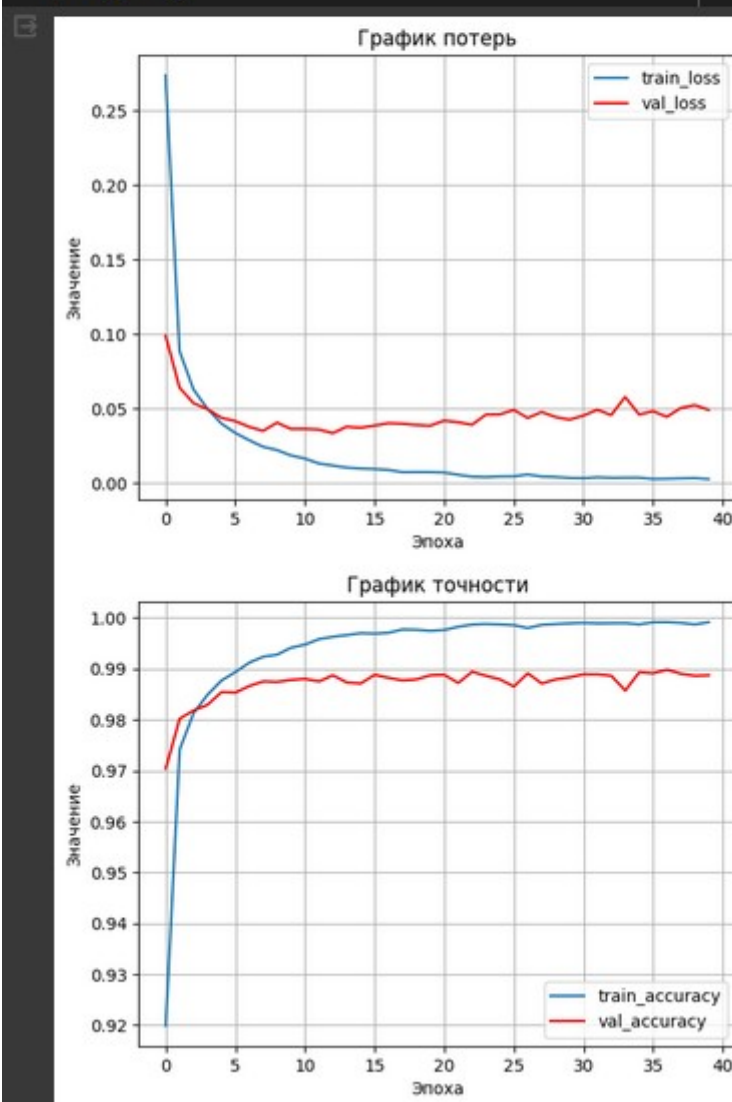 График потерь
train_loss
val_loss
0.25
0.20
0.15
0.10
0.05
0.00
Значение
0 5 10 15 20 25 30 35 40
Эпоха
График точности
1.00
0.99
0.98
0.97
0.96
0.95
0.94
0.93
0.92
Значение
train_accuracy
val_accuracy
0 5 10 15 20 25 30 35 40
Эпоха